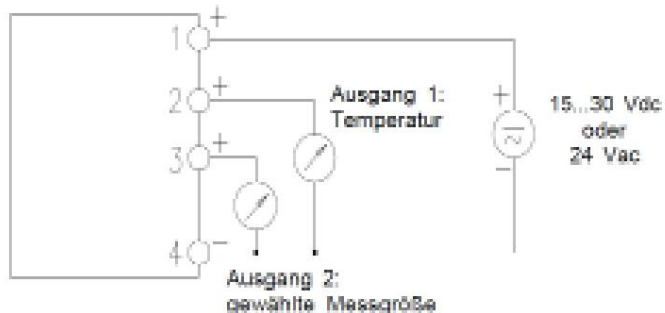 1 +
2 +
3 +
4 −
Ausgang 1:
Temperatur
+
−
15...30 Vdc
oder
24 Vac
Ausgang 2:
gewählte Messgröße